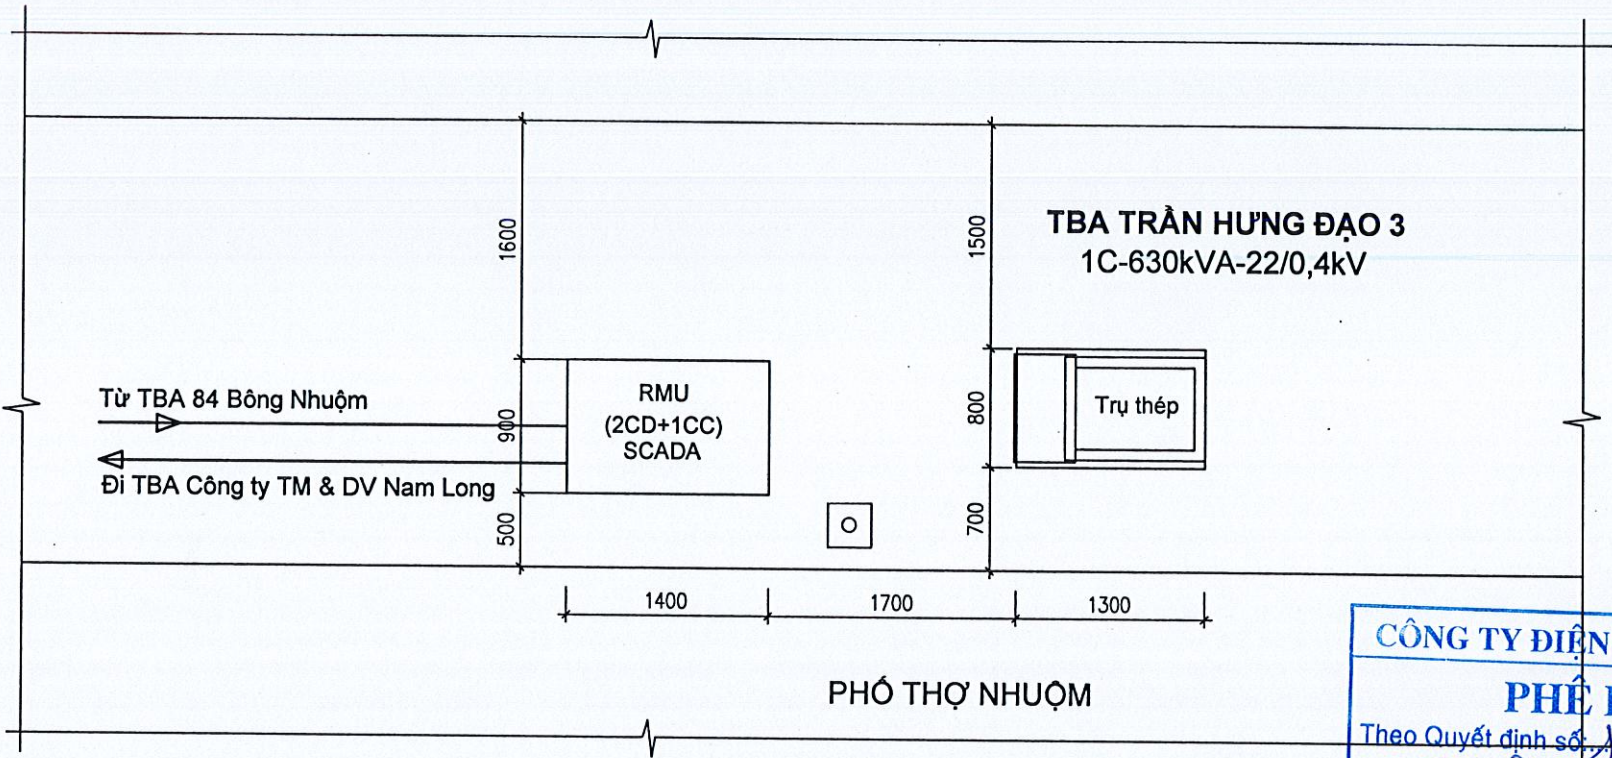 1600
1500
TBA TRẦN HƯNG ĐẠO 3
1C-630kVA-22/0,4kV
Từ TBA 84 Bông Nhuộm
Đi TBA Công ty TM & DV Nam Long
900
500
RMU
(2CD+1CC)
SCADA
800
700
Trụ thép
1400
1700
1300
PHỐ THỢ NHUỘM
CÔNG TY ĐIỆN
PHÊ
Theo Quyết định số